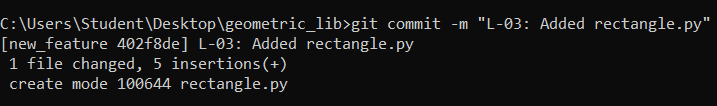 C:\Users\Student\Desktop\geometric_lib>git commit -m "L-03: Added rectangle.py"
[new_feature 402f8de] L-03: Added rectangle.py
 1 file changed, 5 insertions(+)
 create mode 100644 rectangle.py